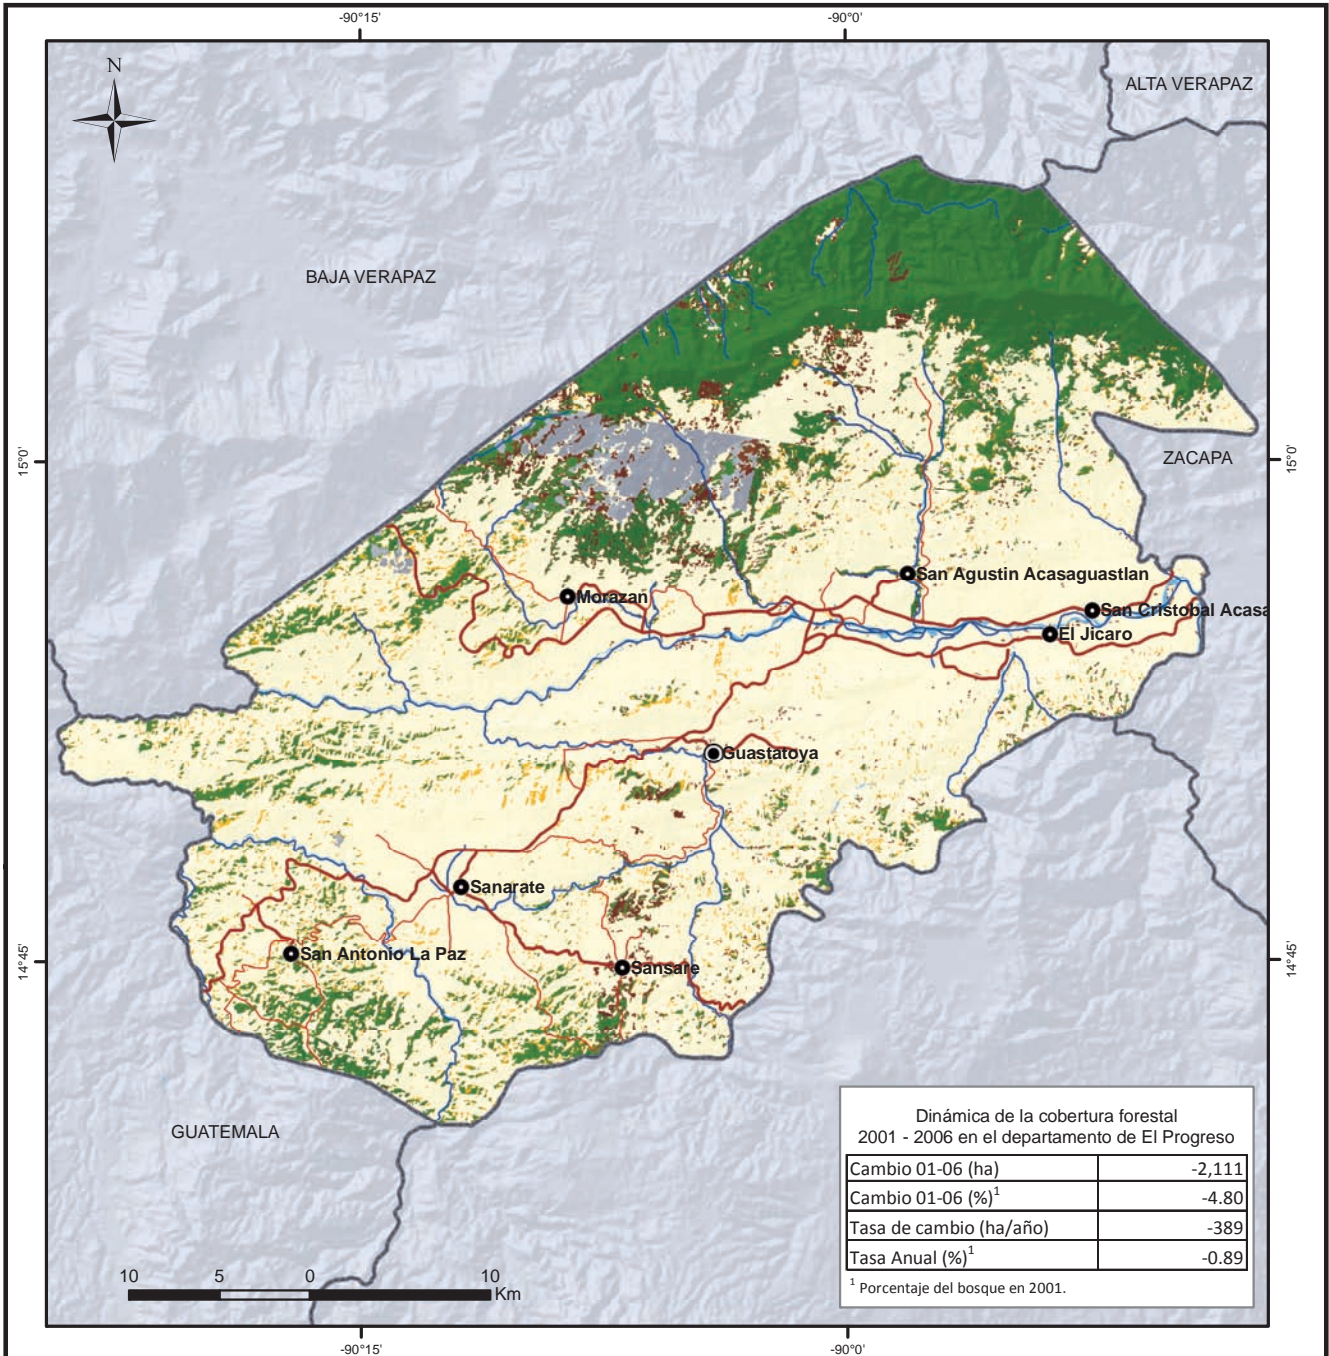 -90°15'
-90°0'
N
ALTA VERAPAZ
BAJA VERAPAZ
15°0'
ZACAPA
15°0'
San Agustin Acasaguastlan
Morazan
San Cristobal Acasa
El Jicaro
Guastatoya
Sanarate
14°45'
San Antonio La Paz
Sansare
14°45'
GUATEMALA
Dinámica de la cobertura forestal
2001 - 2006 en el departamento de El Progreso
Cambio 01-06 (ha) -2,111
Cambio 01-06 (%)1 -4.80
Tasa de cambio (ha/año) -389
Tasa Anual (%)1 -0.89
1 Porcentaje del bosque en 2001.
10 5 0 10
Km
-90°15'
-90°0'